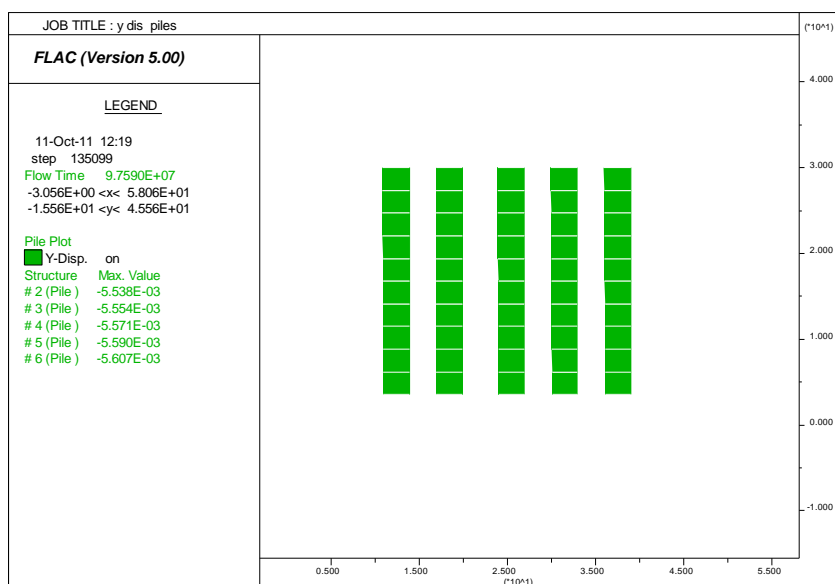 JOB TITLE : y dis piles
FLAC (Version 5.00)
LEGEND
11-Oct-11 12:19
step 135099
Flow Time 9.7590E+07
-3.056E+00 <x< 5.806E+01
-1.556E+01 <y< 4.556E+01
Pile Plot
Y-Disp. on
Structure Max. Value
# 2 (Pile ) -5.538E-03
# 3 (Pile ) -5.554E-03
# 4 (Pile ) -5.571E-03
# 5 (Pile ) -5.590E-03
# 6 (Pile ) -5.607E-03
(*10^1)
4.000
3.000
2.000
1.000
0.000
-1.000
0.500 1.500 2.500 3.500 4.500 5.500
(*10^1)